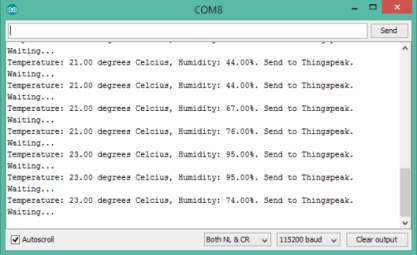 COM8
Send
Waiting...
Temperature: 21.00 degrees Celcius, Humidity: 44.00%. Send to Thingspeak.
Waiting...
Temperature: 21.00 degrees Celcius, Humidity: 44.00%. Send to Thingspeak.
Waiting...
Temperature: 21.00 degrees Celcius, Humidity: 67.00%. Send to Thingspeak.
Waiting...
Temperature: 21.00 degrees Celcius, Humidity: 76.00%. Send to Thingspeak.
Waiting...
Temperature: 23.00 degrees Celcius, Humidity: 95.00%. Send to Thingspeak.
Waiting...
Temperature: 23.00 degrees Celcius, Humidity: 95.00%. Send to Thingspeak.
Waiting...
Temperature: 23.00 degrees Celcius, Humidity: 74.00%. Send to Thingspeak.
Waiting...
Autoscroll Both NL & CR 115200 baud Clear output